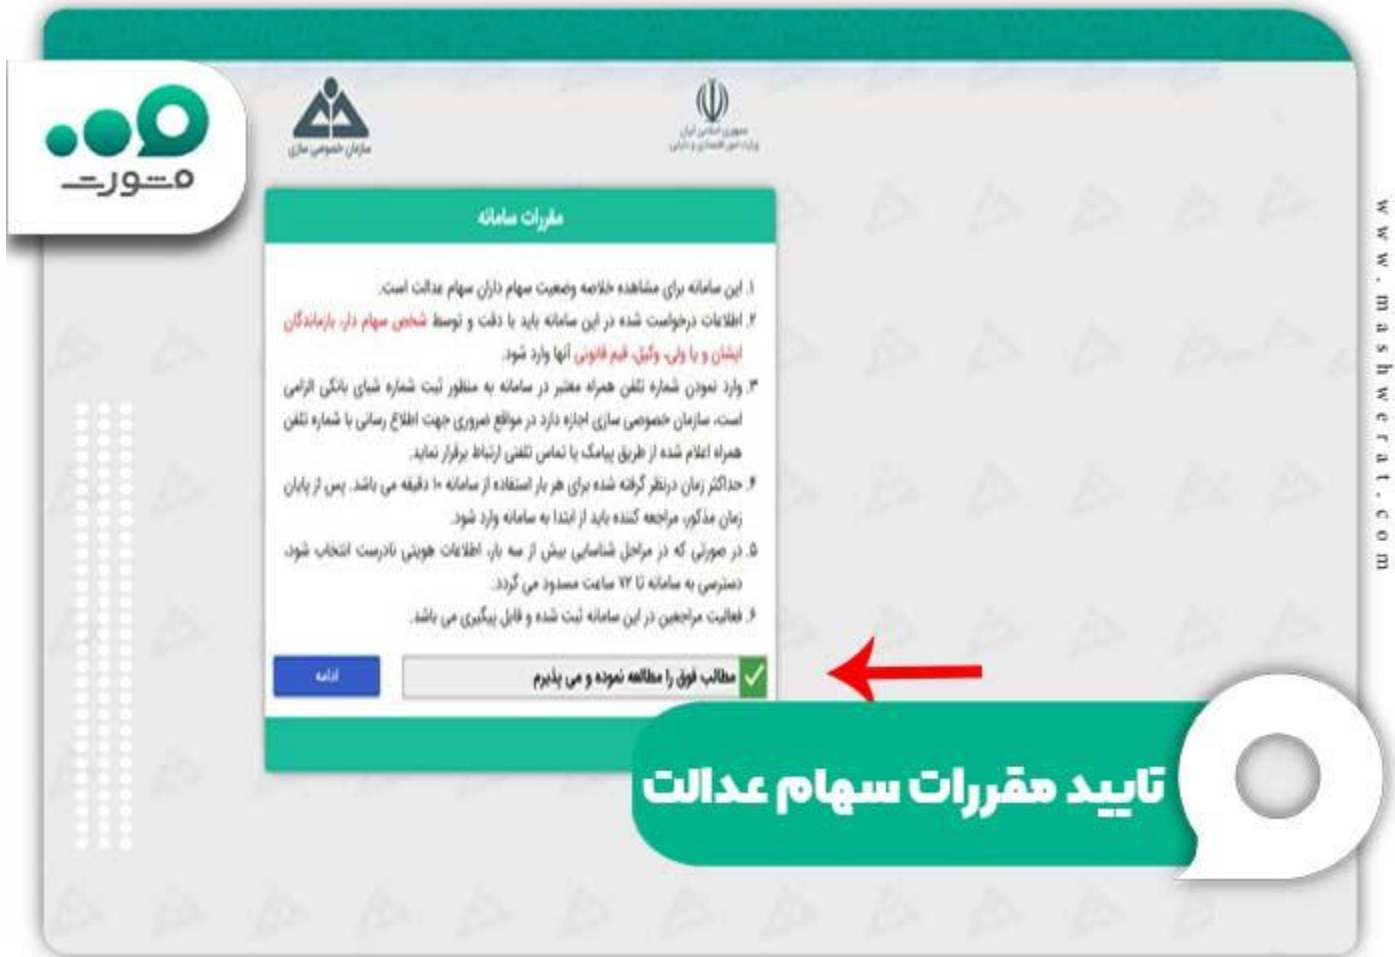 مشورت
سازمان خصوصی سازی
جمهوری اسلامی ایران
وزارت امور اقتصادی و دارایی
مقررات سامانه
۱. این سامانه برای مشاهده خلاصه وضعیت سهام داران سهام عدالت است.
۲. اطلاعات درخواست شده در این سامانه باید با دقت و توسط شخص سهام دار، بازماندگان
ایشان و یا ولی، وکیل، قیم قانونی آنها وارد شود.
۳. وارد نمودن شماره تلفن همراه معتبر در سامانه به منظور ثبت شماره شبای بانکی الزامی
است، سازمان خصوصی سازی اجازه دارد در مواقع ضروری جهت اطلاع رسانی با شماره تلفن
همراه اعلام شده از طریق پیامک یا تماس تلفنی ارتباط برقرار نماید.
۴. حداکثر زمان درنظر گرفته شده برای هر بار استفاده از سامانه ۱۰ دقیقه می باشد. پس از پایان
زمان مذکور، مراجعه کننده باید از ابتدا به سامانه وارد شود.
۵. در صورتی که در مراحل شناسایی بیش از سه بار، اطلاعات هویتی نادرست انتخاب شود،
دسترسی به سامانه تا ۷۲ ساعت مسدود می گردد.
۶. فعالیت مراجعین در این سامانه ثبت شده و قابل پیگیری می باشد.
مطالب فوق را مطالعه نموده و می پذیرم
ادامه
تایید مقررات سهام عدالت
www.mashwerat.com